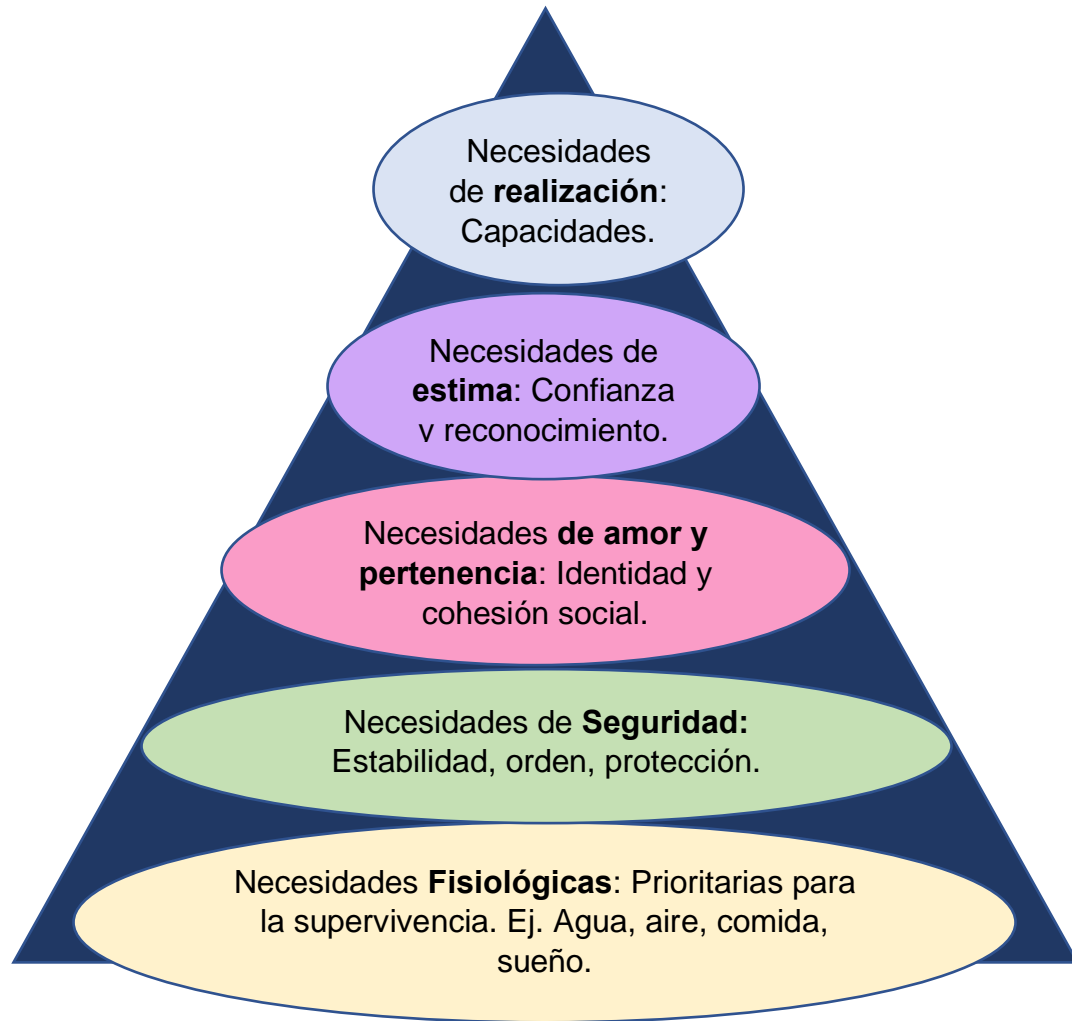 Necesidades
de realización:
Capacidades.
Necesidades de
estima: Confianza
y reconocimiento.
Necesidades de amor y
pertenencia: Identidad y
cohesión social.
Necesidades de Seguridad:
Estabilidad, orden, protección.
Necesidades Fisiológicas: Prioritarias para
la supervivencia. Ej. Agua, aire, comida,
sueño.